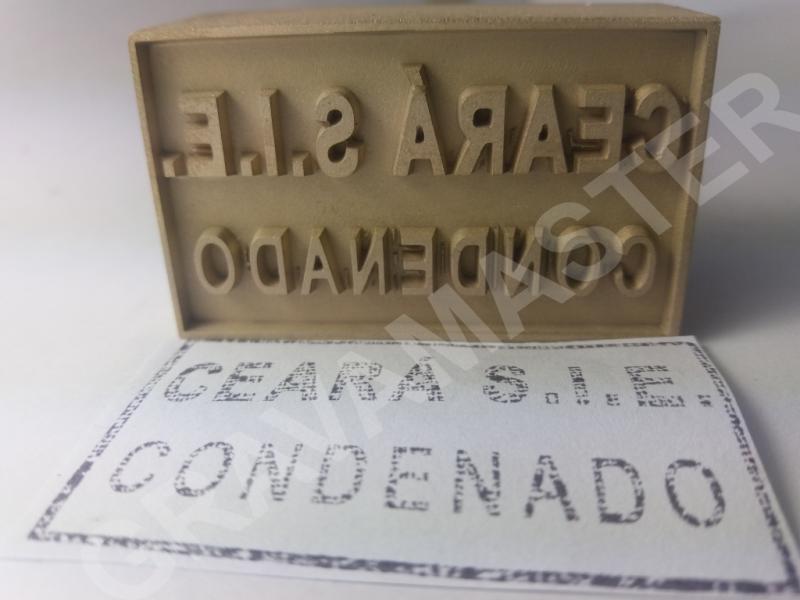 CEARÁ S.I.E.
CONDENADO
CEARÁ S.I.E.
CONDENADO
GRAVAMASTER